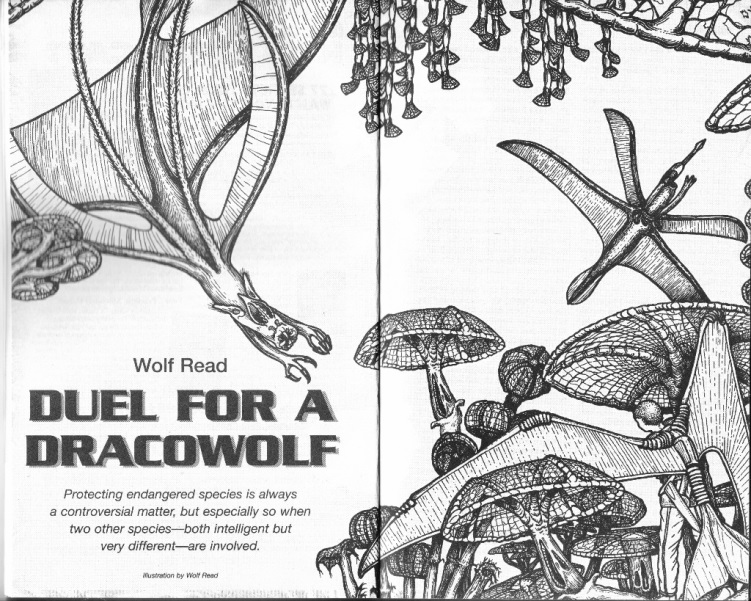 Wolf Read
DUEL FOR A
DRACOWOLF
Protecting endangered species is always
a controversial matter, but especially so when
two other species—both intelligent but
very different—are involved.
Illustration by Wolf Read